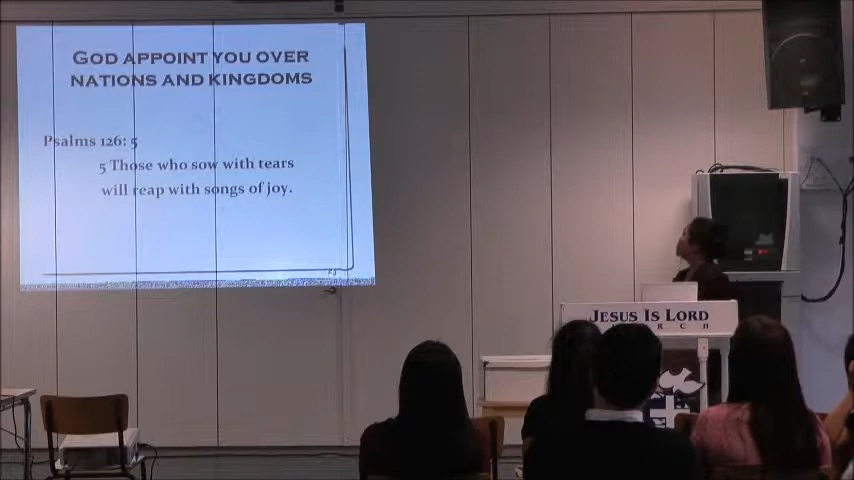 GOD APPOINT YOU OVER
NATIONS AND KINGDOMS
Psalms 126: 5
5 Those who sow with tears
will reap with songs of joy.
JESUS IS LORD